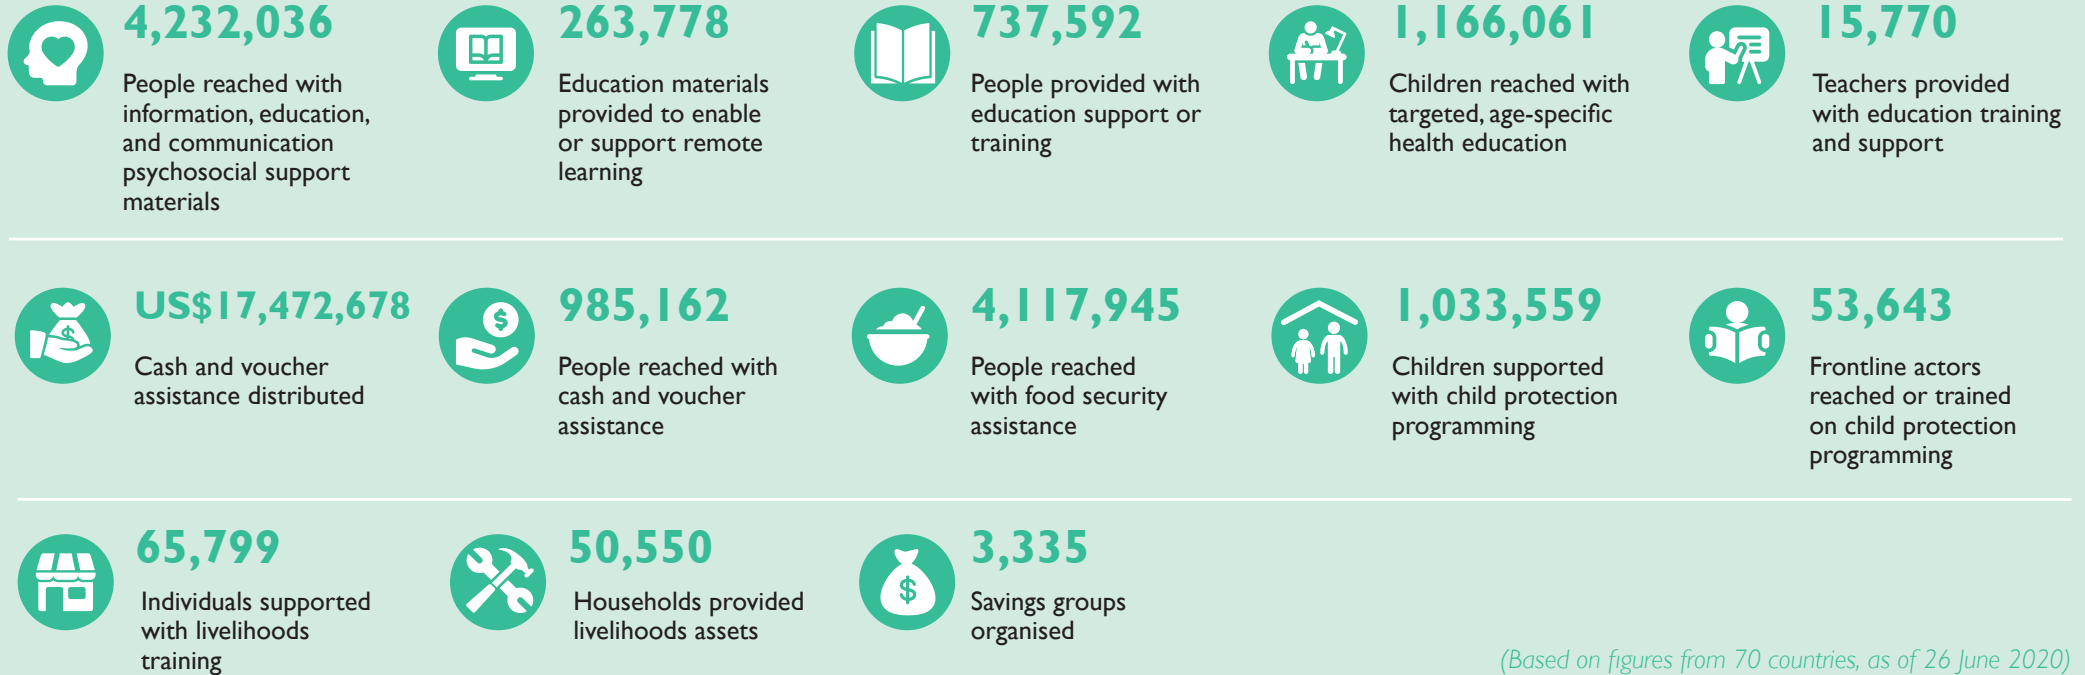 4,232,036
People reached with
information, education,
and communication
psychosocial support
materials
263,778
Education materials
provided to enable
or support remote
learning
737,592
People provided with
education support or
training
1,166,061
Children reached with
targeted, age-specific
health education
15,770
Teachers provided
with education training
and support
US$17,472,678
Cash and voucher
assistance distributed
985,162
People reached with
cash and voucher
assistance
4,117,945
People reached
with food security
assistance
1,033,559
Children supported
with child protection
programming
53,643
Frontline actors
reached or trained
on child protection
programming
65,799
Individuals supported
with livelihoods
training
50,550
Households provided
livelihoods assets
3,335
Savings groups
organised
(Based on figures from 70 countries, as of 26 June 2020)